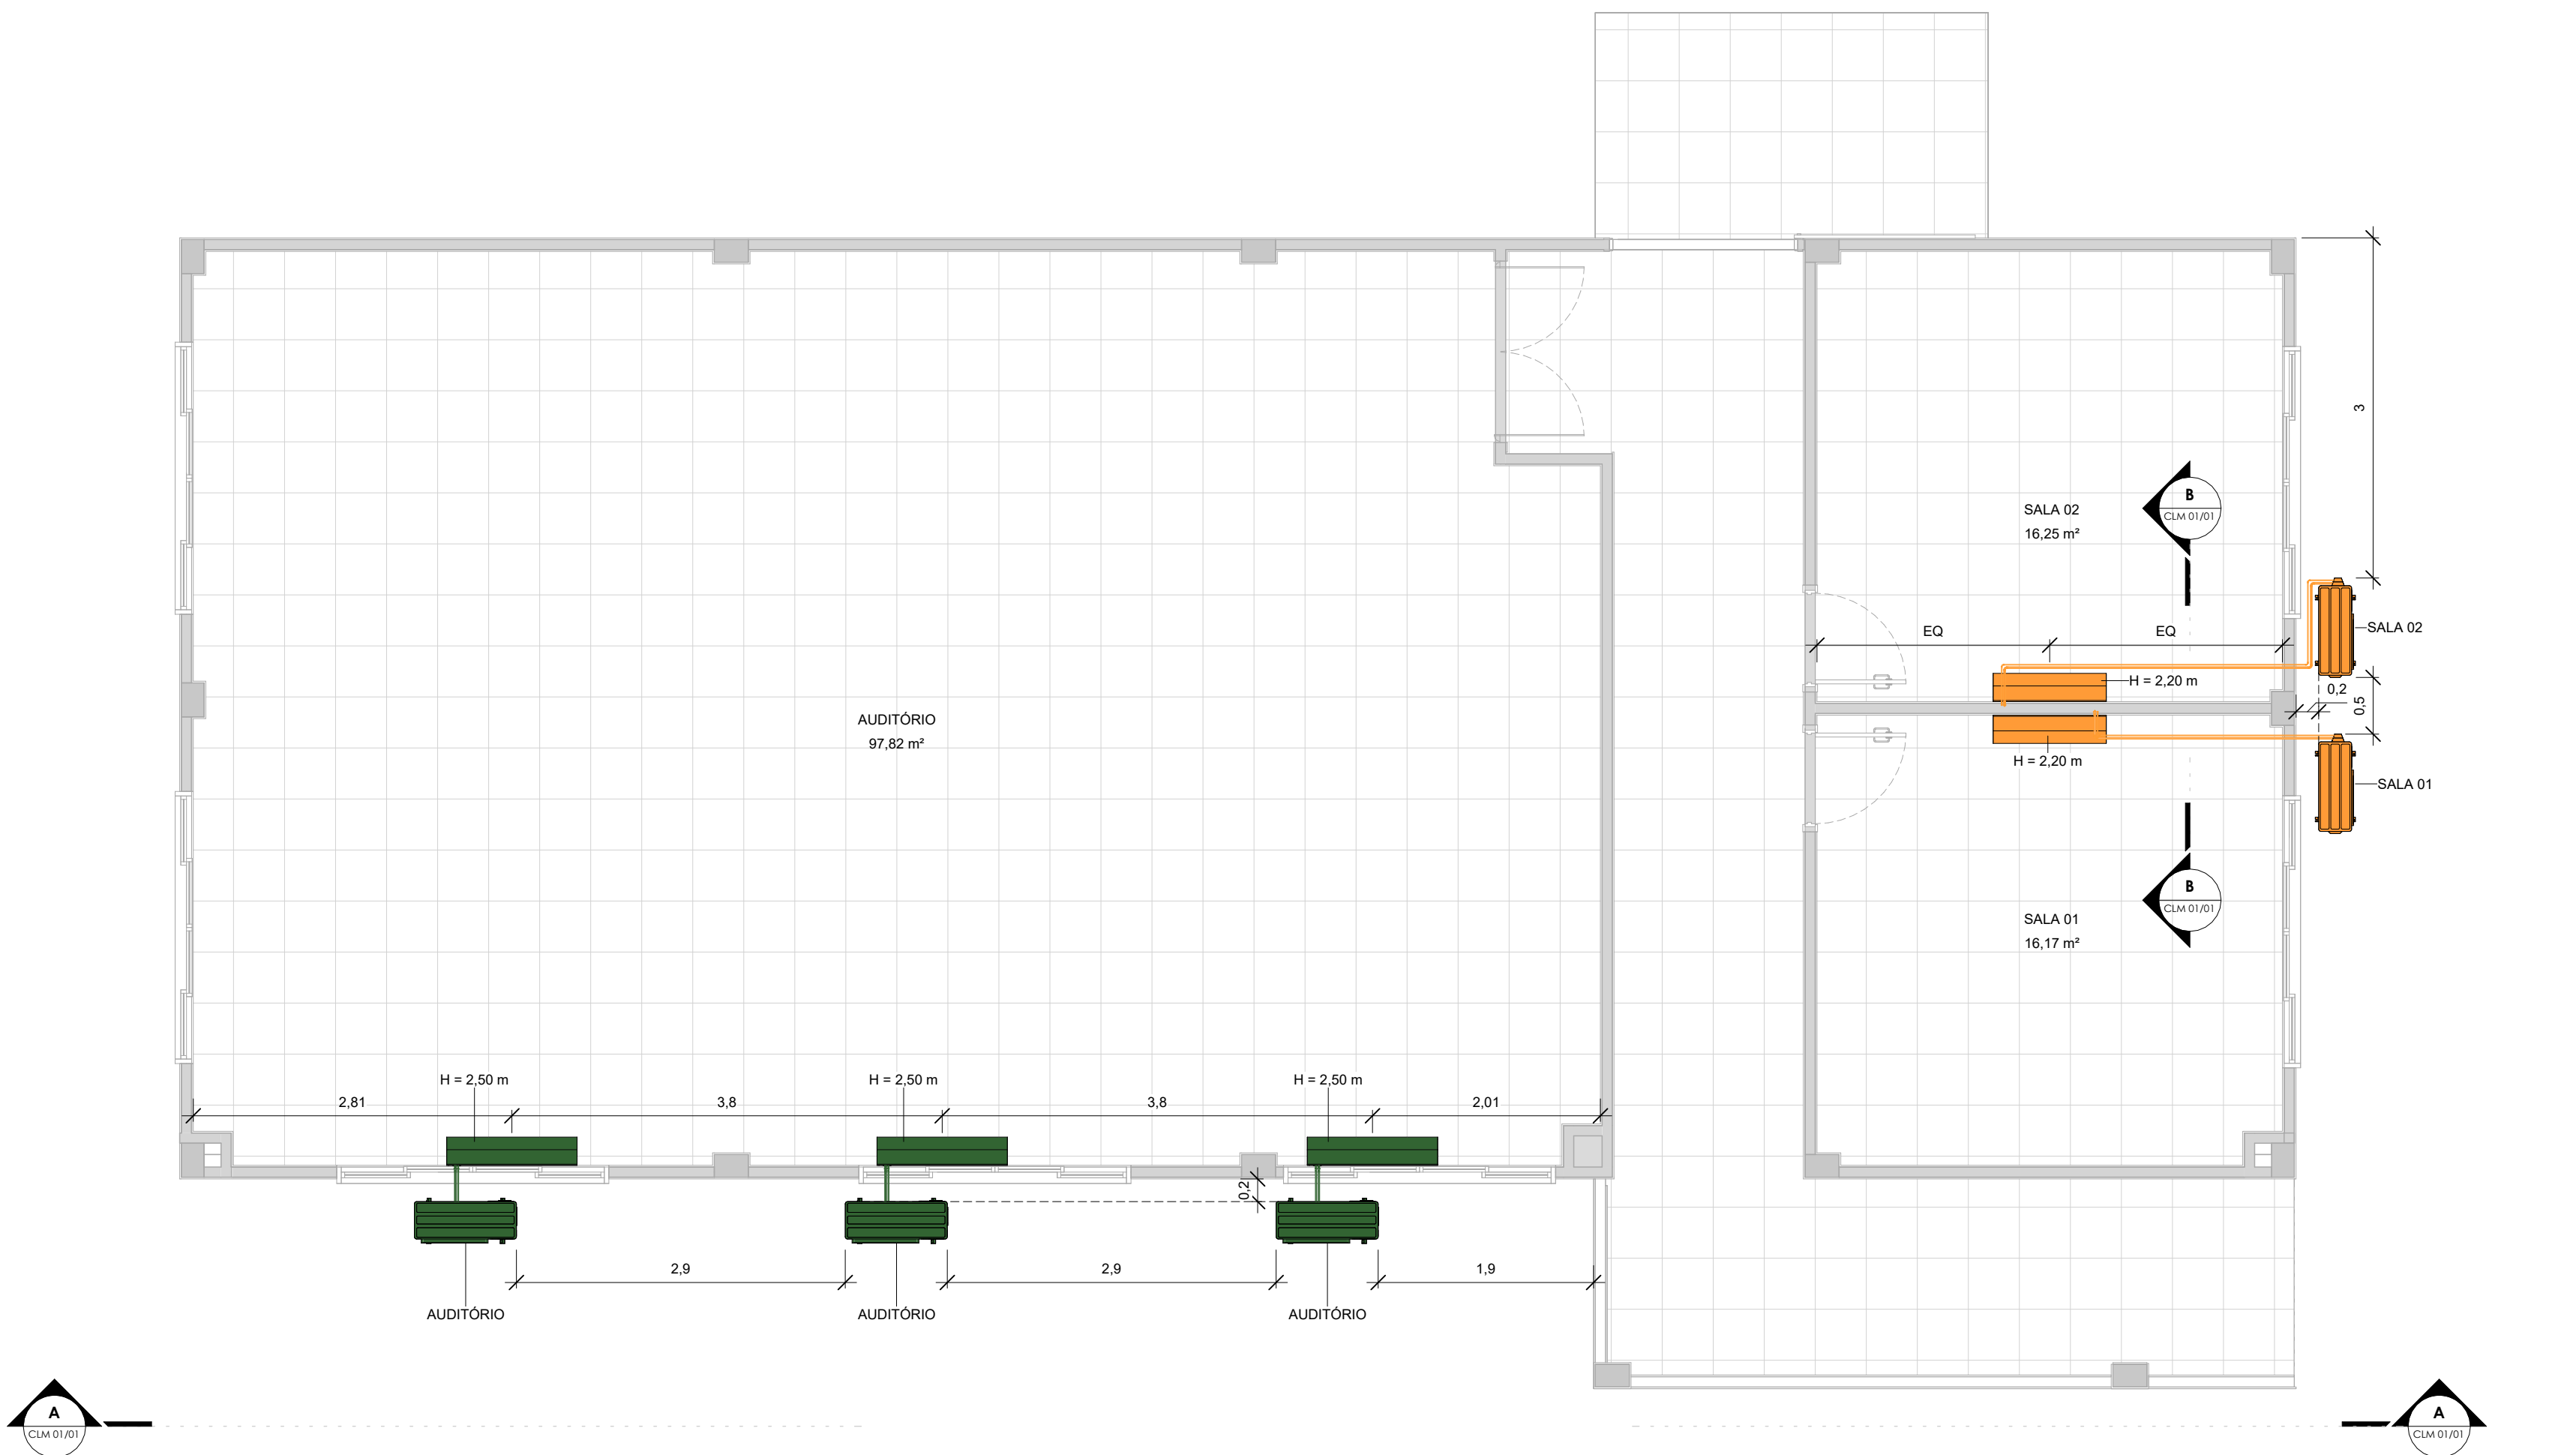 3
B
CLM 01/01
SALA 02
16,25 m²
EQ
EQ
SALA 02
H = 2,20 m
0,2
0,5
AUDITÓRIO
97,82 m²
H = 2,20 m
SALA 01
B
CLM 01/01
SALA 01
16,17 m²
H = 2,50 m
H = 2,50 m
H = 2,50 m
2,81
3,8
3,8
2,01
0,2
2,9
2,9
1,9
AUDITÓRIO
AUDITÓRIO
AUDITÓRIO
A
CLM 01/01
A
CLM 01/01